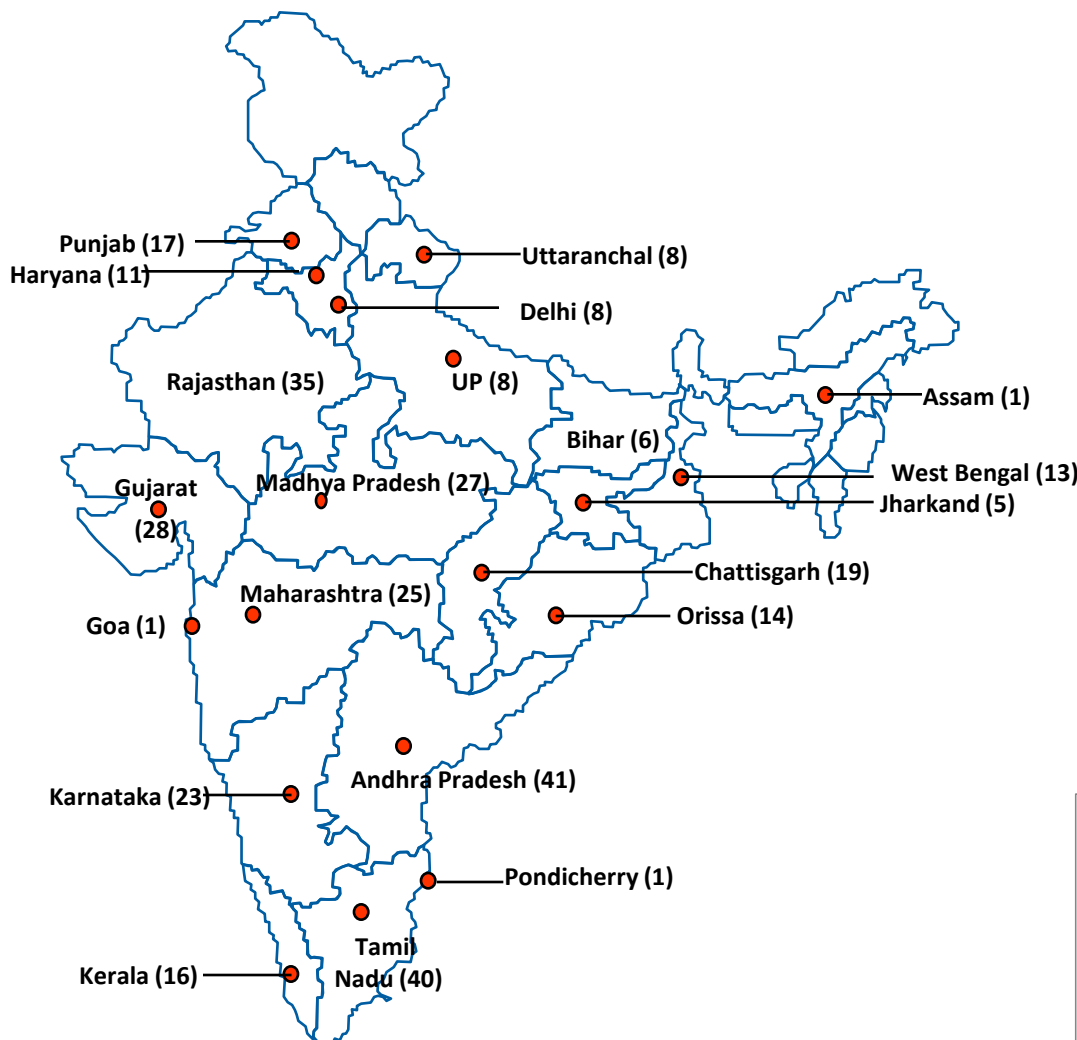 Punjab (17)
Uttaranchal (8)
Haryana (11)
Delhi (8)
Rajasthan (35)
UP (8)
Assam (1)
Bihar (6)
West Bengal (13)
Madhya Pradesh (27)
Gujarat
(28)
Jharkand (5)
Chattisgarh (19)
Maharashtra (25)
Orissa (14)
Goa (1)
Andhra Pradesh (41)
Karnataka (23)
Pondicherry (1)
Tamil
Nadu (40)
Kerala (16)